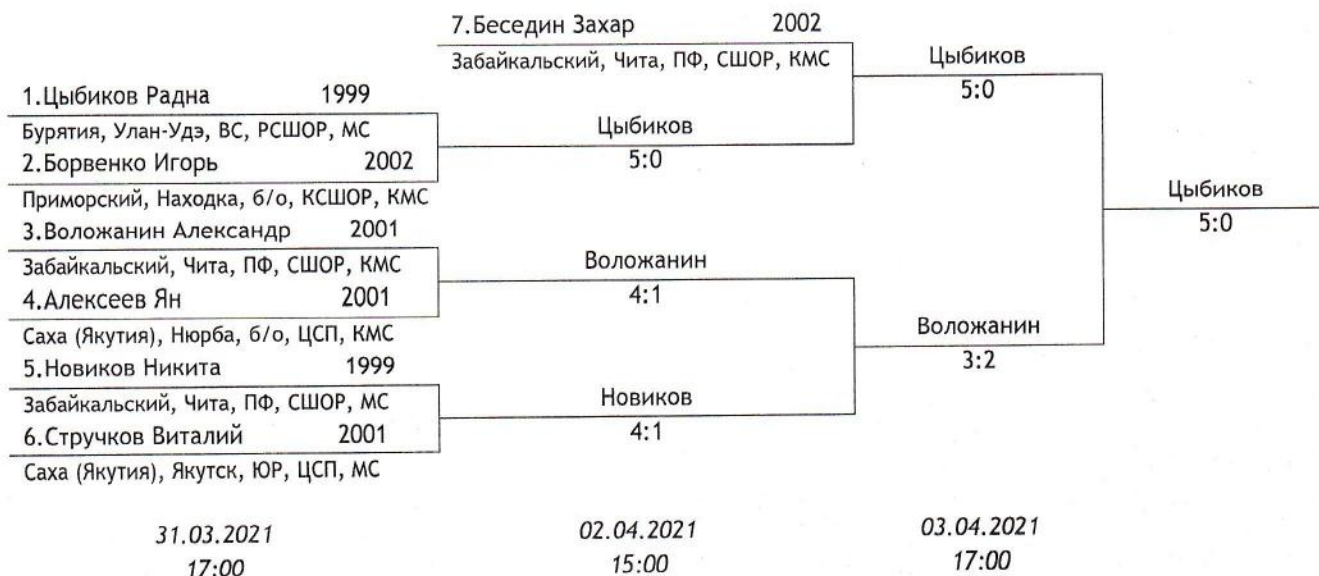 7.Беседин Захар 2002
Забайкальский, Чита, ПФ, СШОР, КМС
Цыбиков
5:0
1.Цыбиков Радна 1999
Бурятия, Улан-Удэ, ВС, РСШОР, МС
2.Борвенко Игорь 2002
Приморский, Находка, б/о, КСШОР, КМС
Цыбиков
5:0
Цыбиков
5:0
3.Воложанин Александр 2001
Забайкальский, Чита, ПФ, СШОР, КМС
4.Алексеев Ян 2001
Саха (Якутия), Нюрба, б/о, ЦСП, КМС
Воложанин
4:1
Воложанин
3:2
5.Новиков Никита 1999
Забайкальский, Чита, ПФ, СШОР, МС
6.Стручков Виталий 2001
Саха (Якутия), Якутск, ЮР, ЦСП, МС
Новиков
4:1
31.03.2021
17:00
02.04.2021
15:00
03.04.2021
17:00